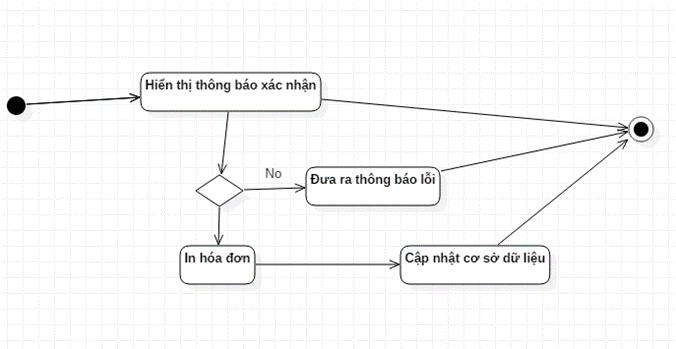 Hiển thị thông báo xác nhận
No
Đưa ra thông báo lỗi
In hóa đơn
Cập nhật cơ sở dữ liệu